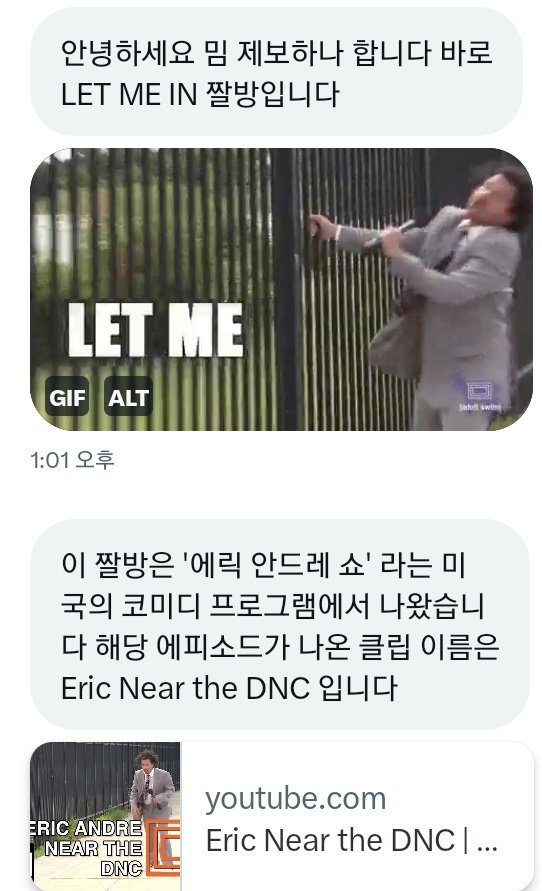 안녕하세요 밈 제보하나 합니다 바로
LET ME IN 짤방입니다
LET ME
GIF ALT
[adult swim]
1:01 오후
이 짤방은 '에릭 안드레 쇼' 라는 미
국의 코미디 프로그램에서 나왔습니
다 해당 에피소드가 나온 클립 이름은
Eric Near the DNC 입니다
ERIC ANDRE
NEAR THE
DNC
youtube.com
Eric Near the DNC | ...